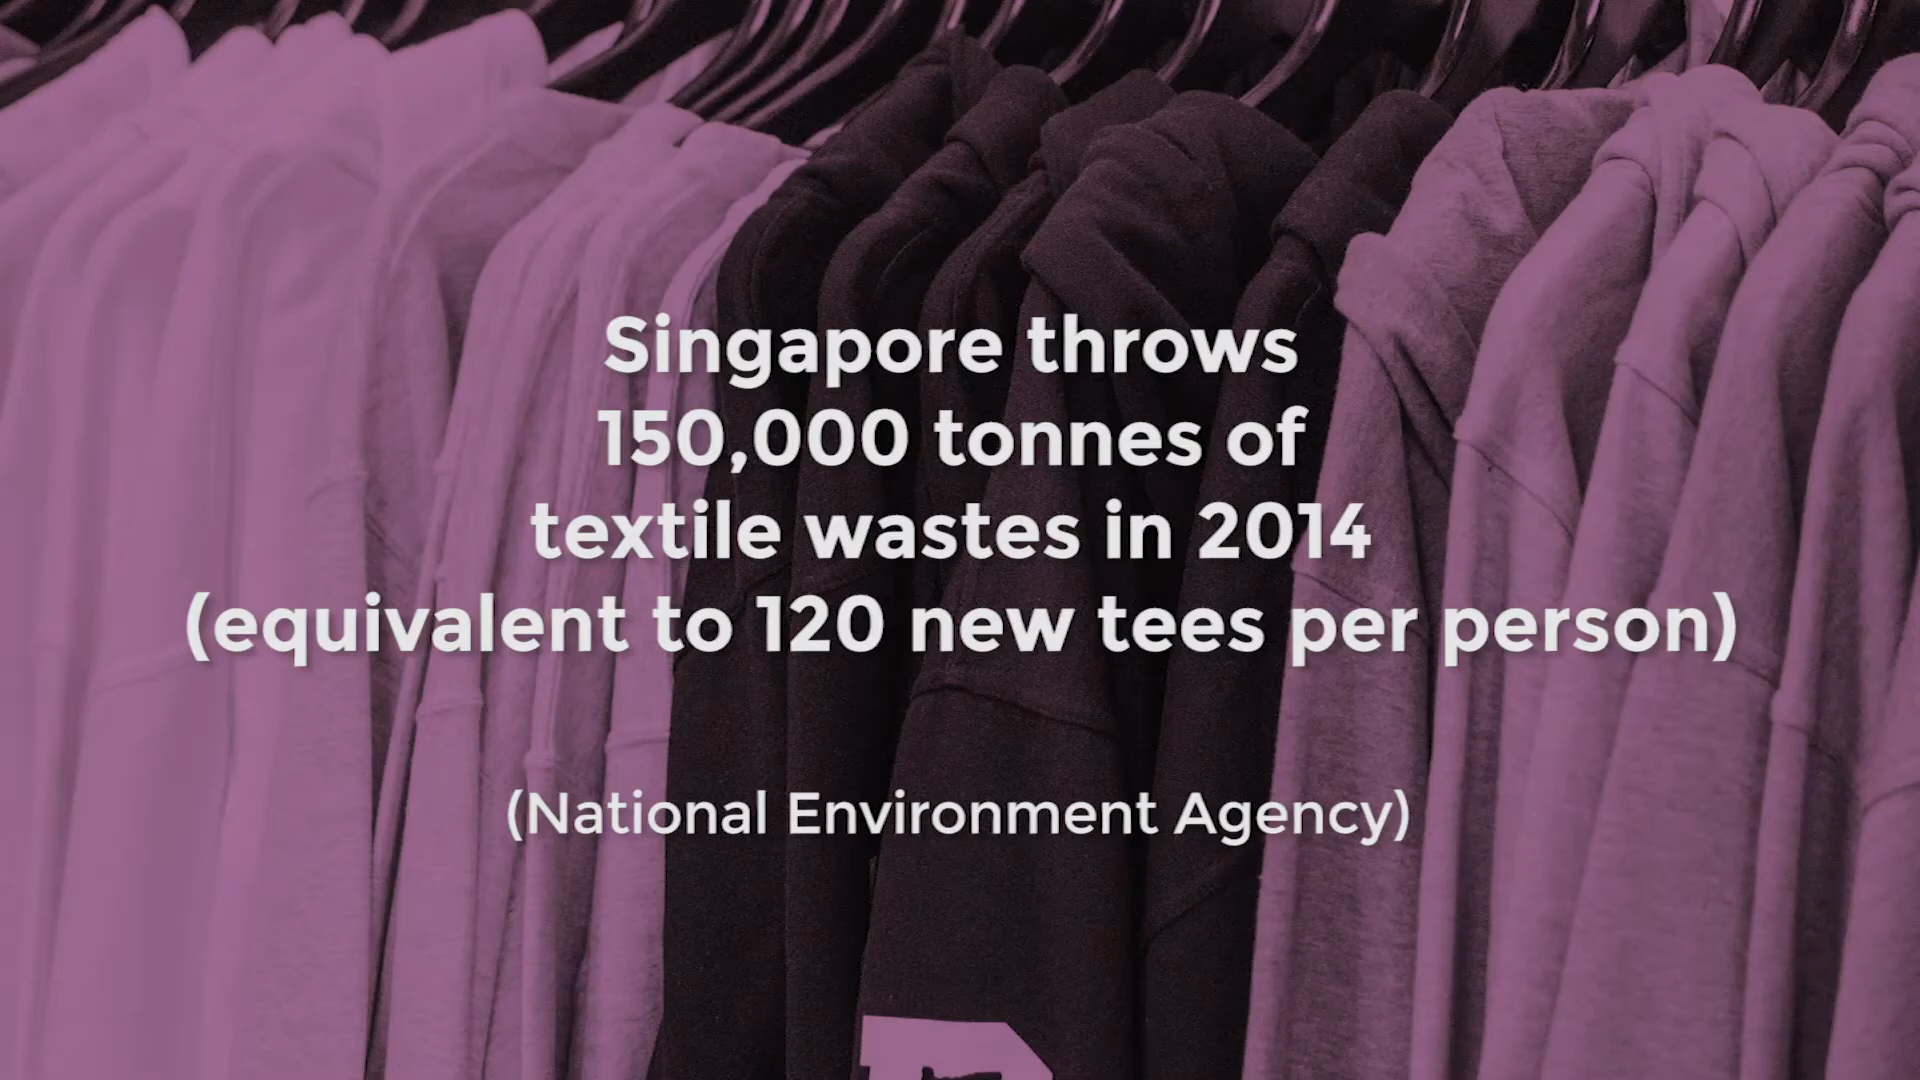 Singapore throws
150,000 tonnes of
textile wastes in 2014
(equivalent to 120 new tees per person)
(National Environment Agency)